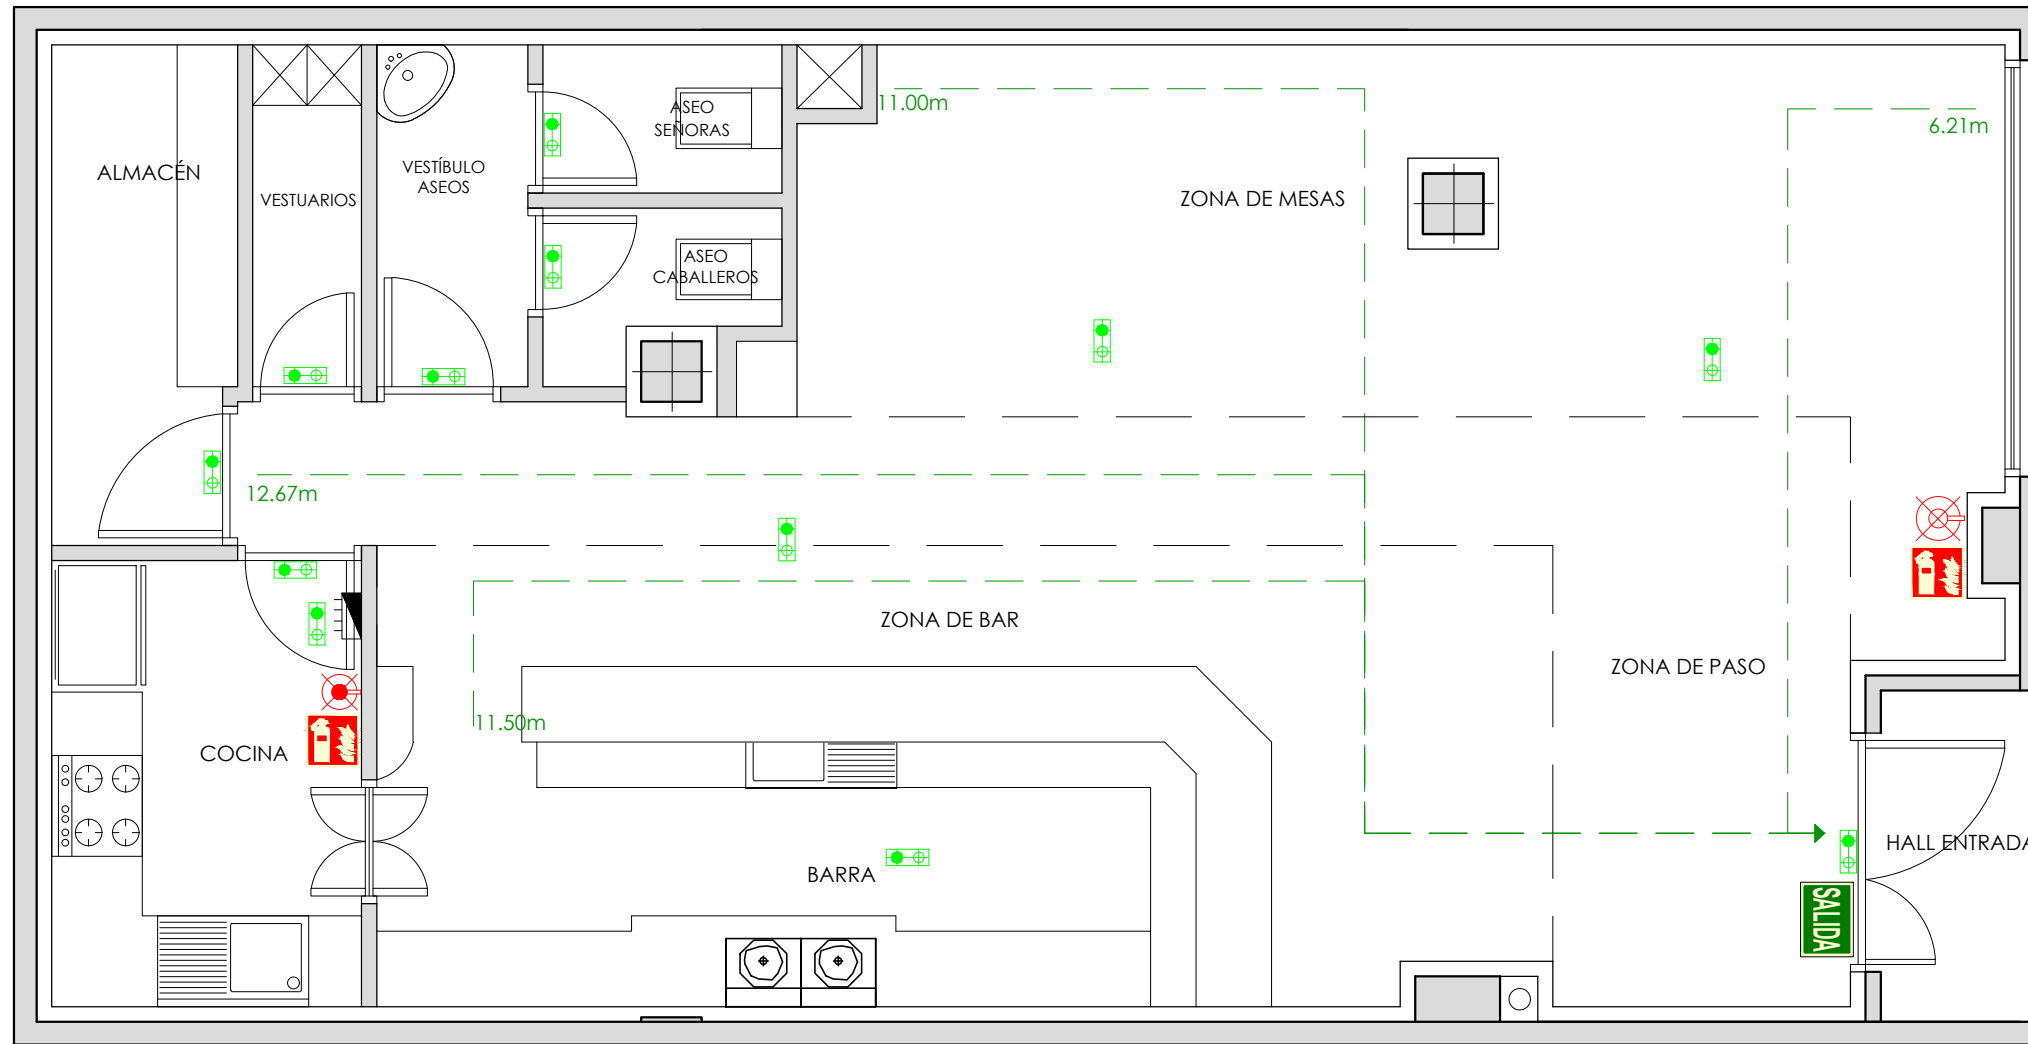 11.00m
ASEO
SEÑORAS
6.21m
ALMACÉN
VESTÍBULO
ASEOS
VESTUARIOS
ZONA DE MESAS
ASEO
CABALLEROS
12.67m
ZONA DE BAR
ZONA DE PASO
11.50m
COCINA
HALL ENTRADA
BARRA
SALIDA